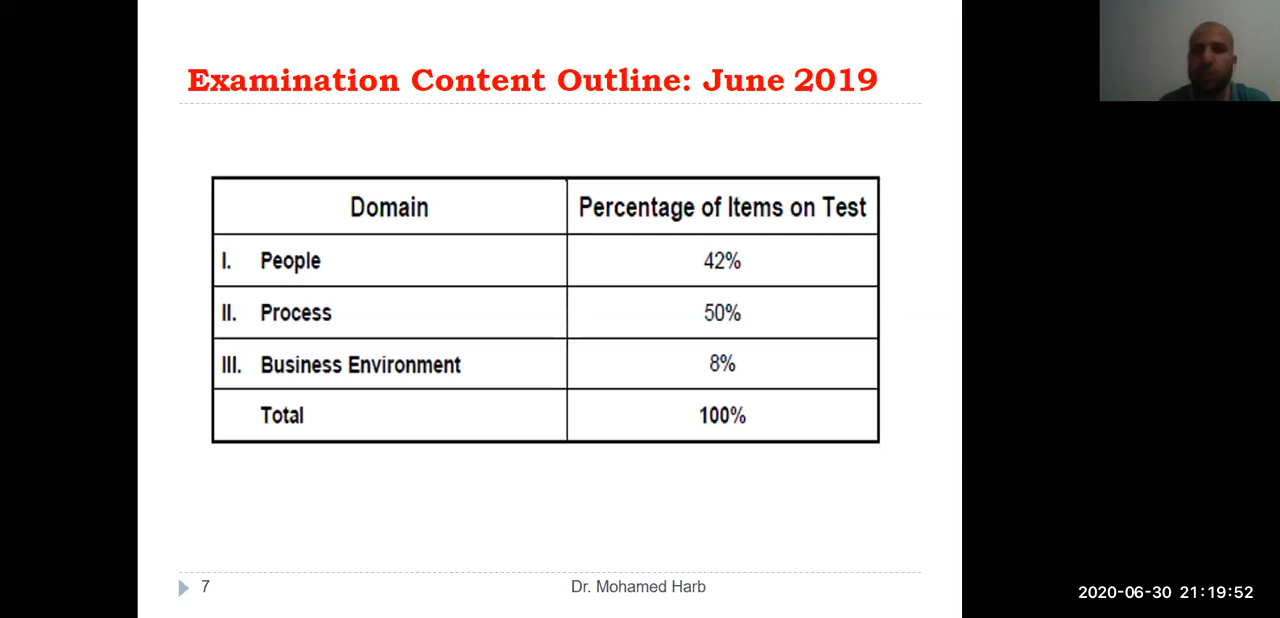 Examination Content Outline: June 2019
Domain Percentage of Items on Test
I. People 42%
II. Process 50%
III. Business Environment 8%
Total 100%
7 Dr. Mohamed Harb
2020-06-30 21:19:52